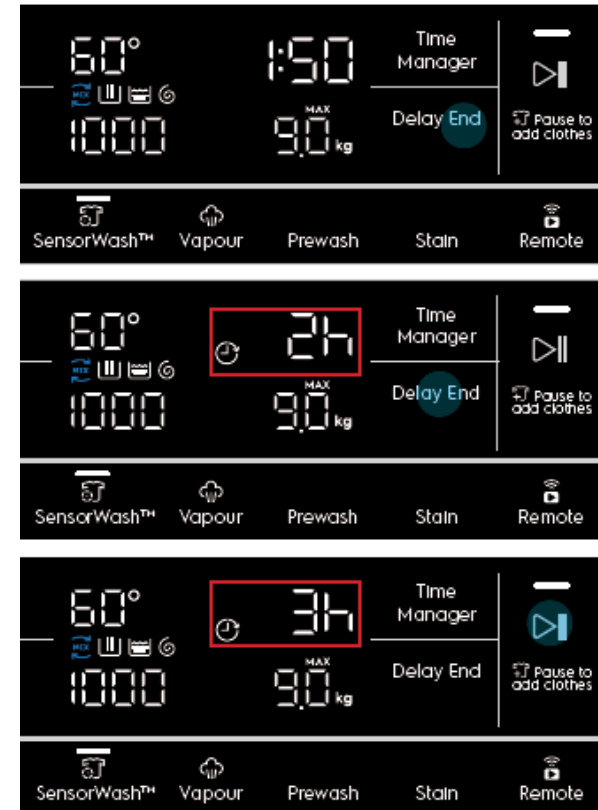 60° 1:50 Time Manager
MIX
1000 MAX 9.0 kg Delay End Pause to add clothes
SensorWash™ Vapour Prewash Stain Remote
60° 2h Time Manager
MIX
1000 MAX 9.0 kg Delay End Pause to add clothes
SensorWash™ Vapour Prewash Stain Remote
60° 3h Time Manager
MIX
1000 MAX 9.0 kg Delay End Pause to add clothes
SensorWash™ Vapour Prewash Stain Remote